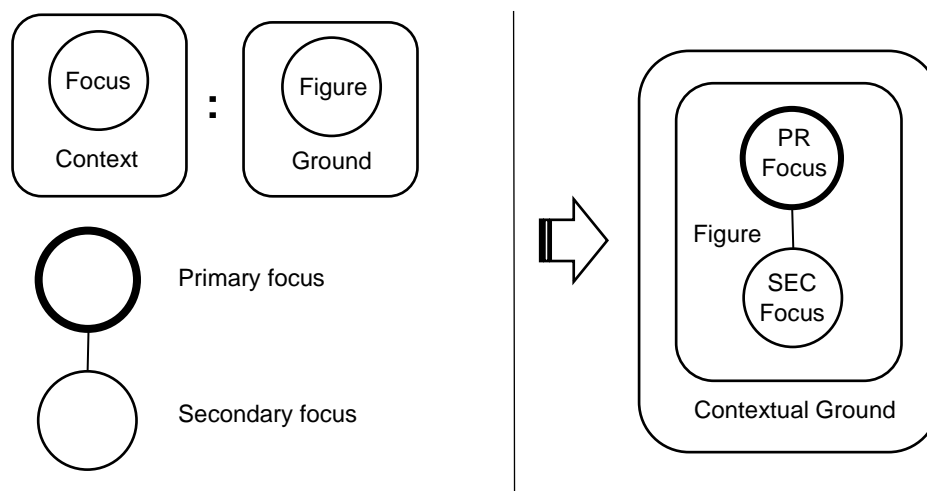 Focus
Context
:
Figure
Ground
Primary focus
Secondary focus
PR
Focus
Figure
SEC
Focus
Contextual Ground